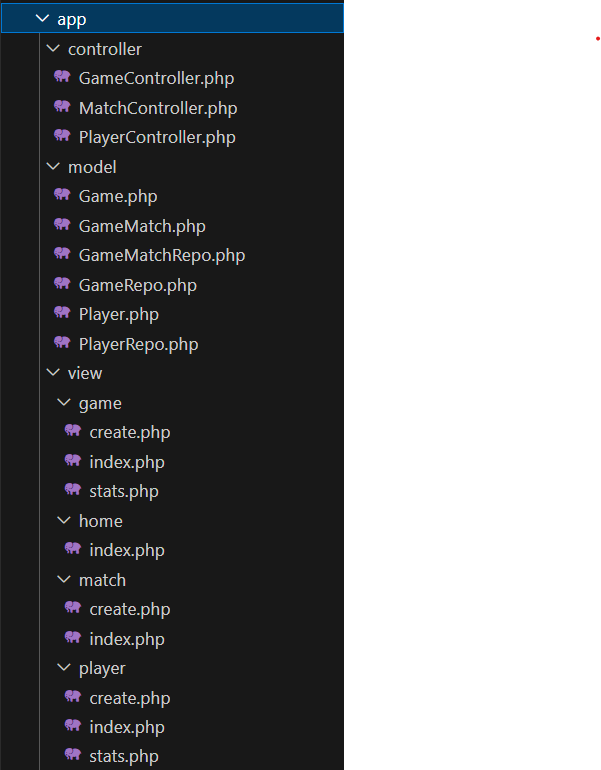 app
controller
GameController.php
MatchController.php
PlayerController.php
model
Game.php
GameMatch.php
GameMatchRepo.php
GameRepo.php
Player.php
PlayerRepo.php
view
game
create.php
index.php
stats.php
home
index.php
match
create.php
index.php
player
create.php
index.php
stats.php